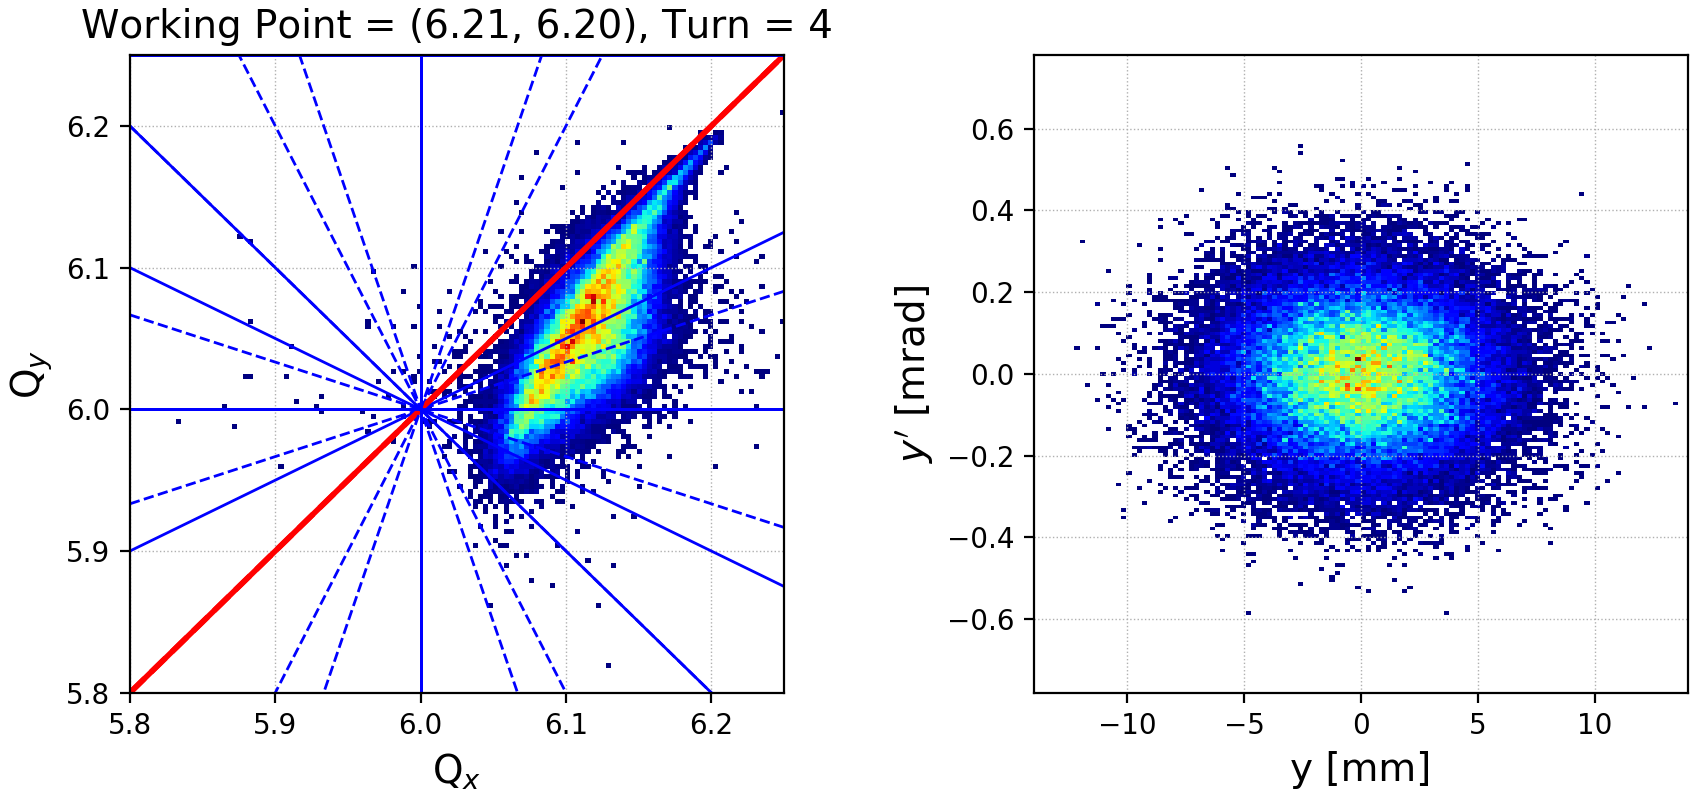 Working Point = (6.21, 6.20), Turn = 4
6.2
6.1
6.0
5.9
5.8
Q_y
5.8 5.9 6.0 6.1 6.2
Q_x
0.6
0.4
0.2
0.0
−0.2
−0.4
−0.6
y′ [mrad]
−10 −5 0 5 10
y [mm]